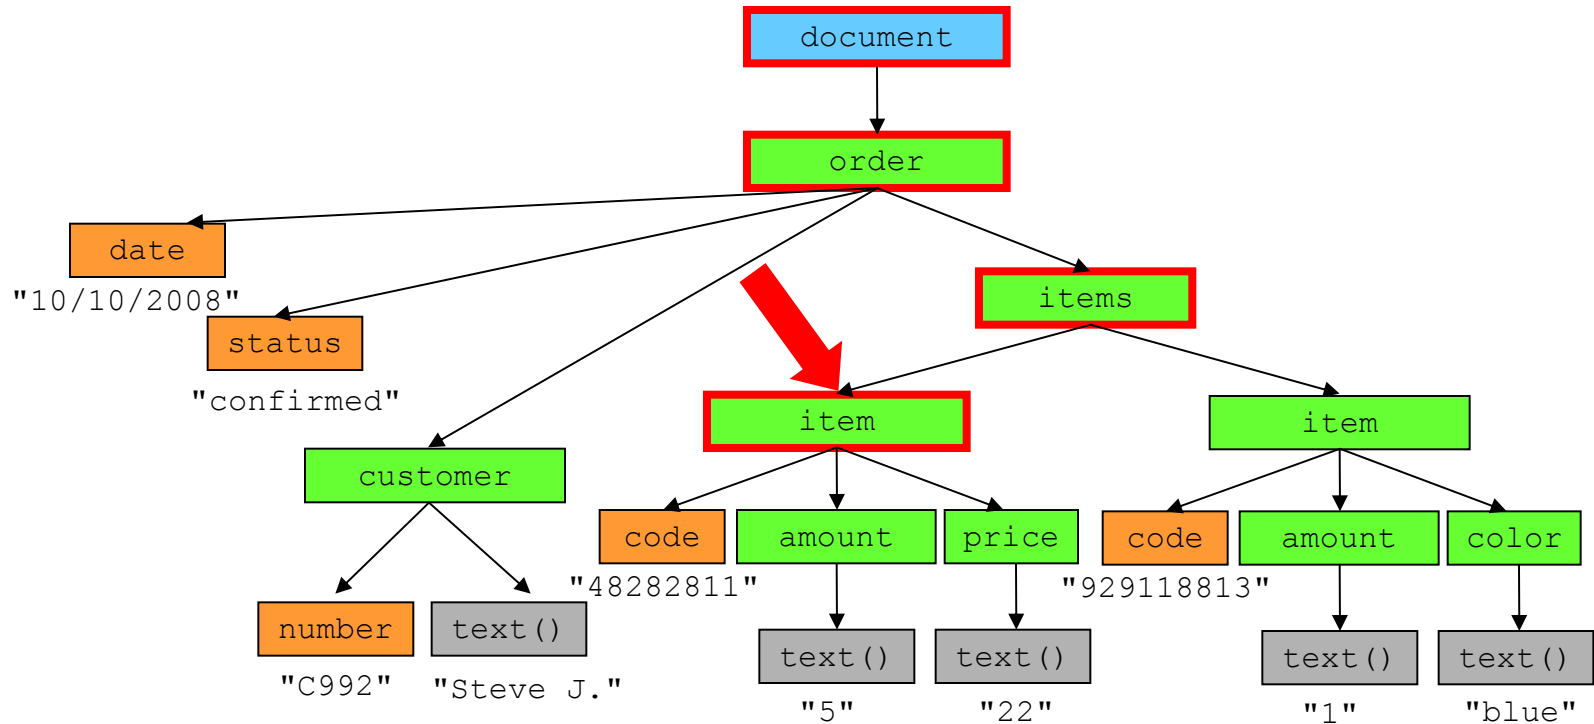 document
order
date
"10/10/2008"
items
status
"confirmed"
item
item
customer
code
amount
price
code
amount
color
"48282811"
"929118813"
number
text()
text()
text()
text()
text()
"C992"
"Steve J."
"5"
"22"
"1"
"blue"